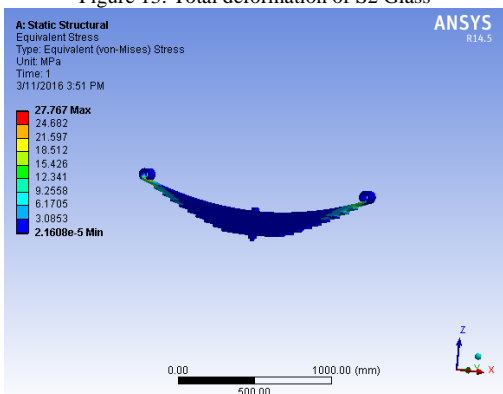 Figure 13: Total deformation of S2 Glass
A: Static Structural
Equivalent Stress
Type: Equivalent (von-Mises) Stress
Unit: MPa
Time: 1
3/11/2016 3:51 PM
ANSYS
R14.5
27.767 Max
24.682
21.597
18.512
15.426
12.341
9.2558
6.1705
3.0853
2.1608e-5 Min
Z
Y
X
0.00
1000.00 (mm)
500.00